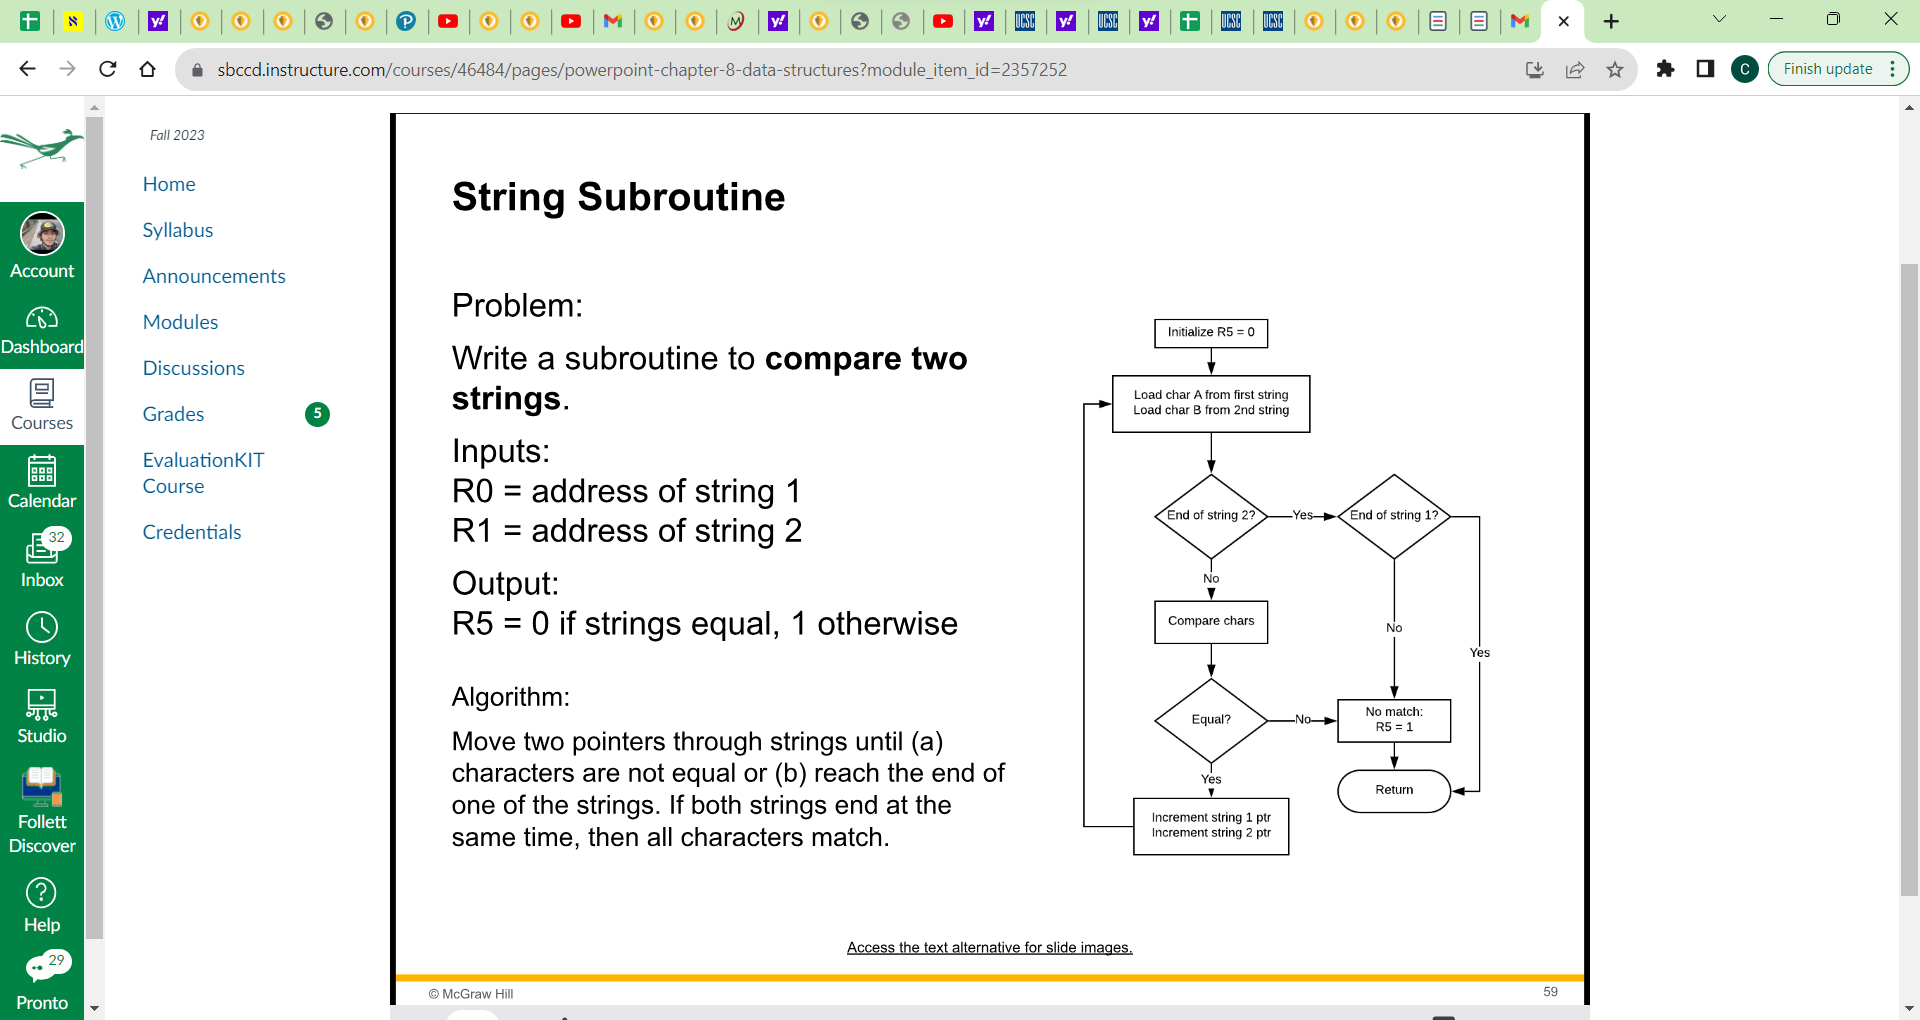 sbccd.instructure.com/courses/46484/pages/powerpoint-chapter-8-data-structures?module_item_id=2357252
C
Finish update
Account
Dashboard
Courses
Calendar
32
Inbox
History
Studio
Follett
Discover
Help
29
Pronto
Fall 2023
Home
Syllabus
Announcements
Modules
Discussions
Grades
5
EvaluationKIT
Course
Credentials
String Subroutine
Problem:
Write a subroutine to compare two
strings.
Inputs:
R0 = address of string 1
R1 = address of string 2
Output:
R5 = 0 if strings equal, 1 otherwise
Algorithm:
Move two pointers through strings until (a)
characters are not equal or (b) reach the end of
one of the strings. If both strings end at the
same time, then all characters match.
Initialize R5 = 0
Load char A from first string
Load char B from 2nd string
End of string 2?
Yes
End of string 1?
No
Compare chars
No
Yes
Equal?
No
No match:
R5 = 1
Yes
Return
Increment string 1 ptr
Increment string 2 ptr
Access the text alternative for slide images.
© McGraw Hill
59